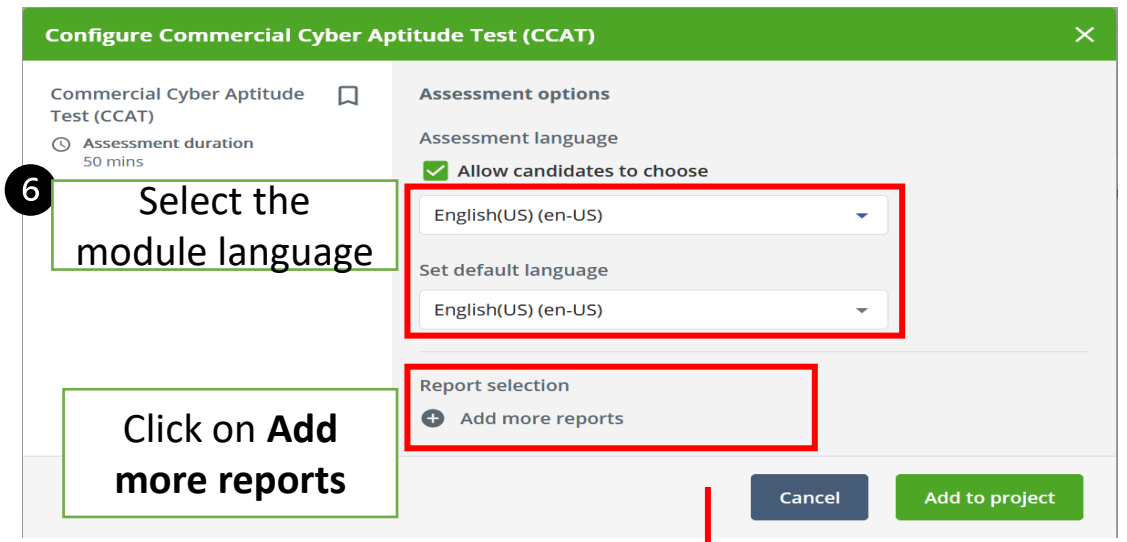 Configure Commercial Cyber Aptitude Test (CCAT)
Commercial Cyber Aptitude
Test (CCAT)
Assessment duration
50 mins
6
Select the
module language
Click on Add
more reports
Assessment options
Assessment language
Allow candidates to choose
English(US) (en-US)
Set default language
English(US) (en-US)
Report selection
Add more reports
Cancel
Add to project